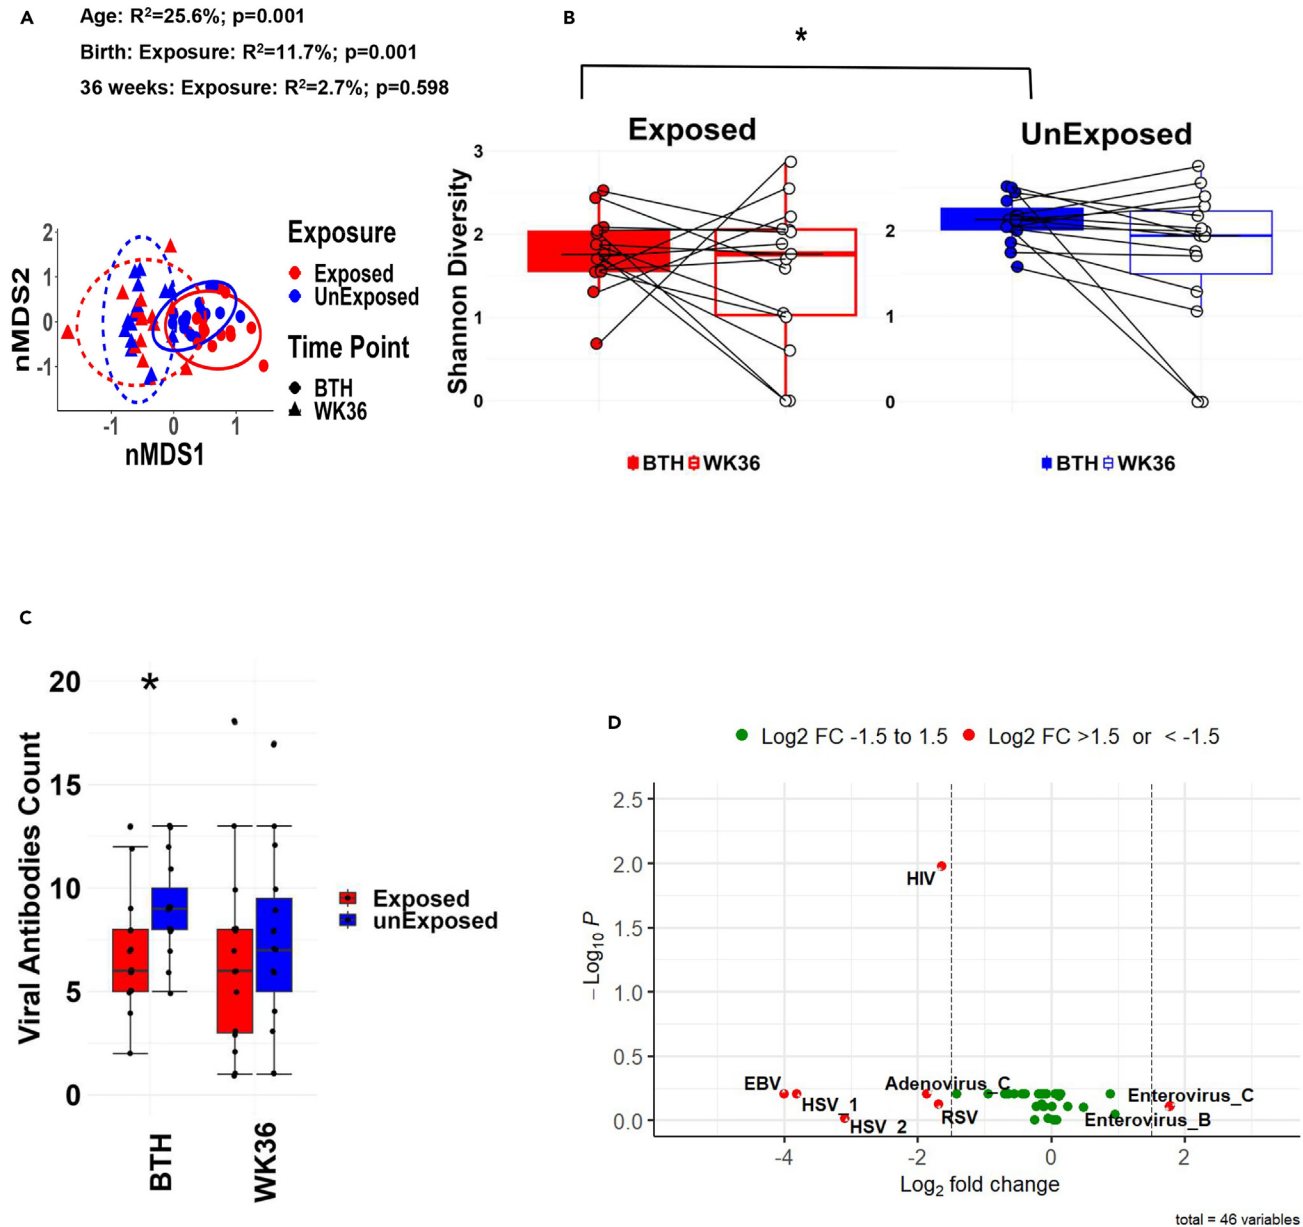 A
Age: R²=25.6%; p=0.001
Birth: Exposure: R²=11.7%; p=0.001
36 weeks: Exposure: R²=2.7%; p=0.598
2
1
0
-1
nMDS2
-1 0 1
nMDS1
Exposure
Exposed
UnExposed
Time Point
BTH
WK36
B
*
Exposed
UnExposed
Shannon Diversity
3
2
1
0
2
1
0
BTH WK36
BTH WK36
C
*
Viral Antibodies Count
20
15
10
5
0
BTH
WK36
Exposed
unExposed
D
Log2 FC -1.5 to 1.5 Log2 FC >1.5 or < -1.5
−Log10 P
2.5
2.0
1.5
1.0
0.5
0.0
HIV
EBV
HSV_1
HSV_2
Adenovirus_C
RSV
Enterovirus_C
Enterovirus_B
-4 -2 0 2
Log2 fold change
total = 46 variables